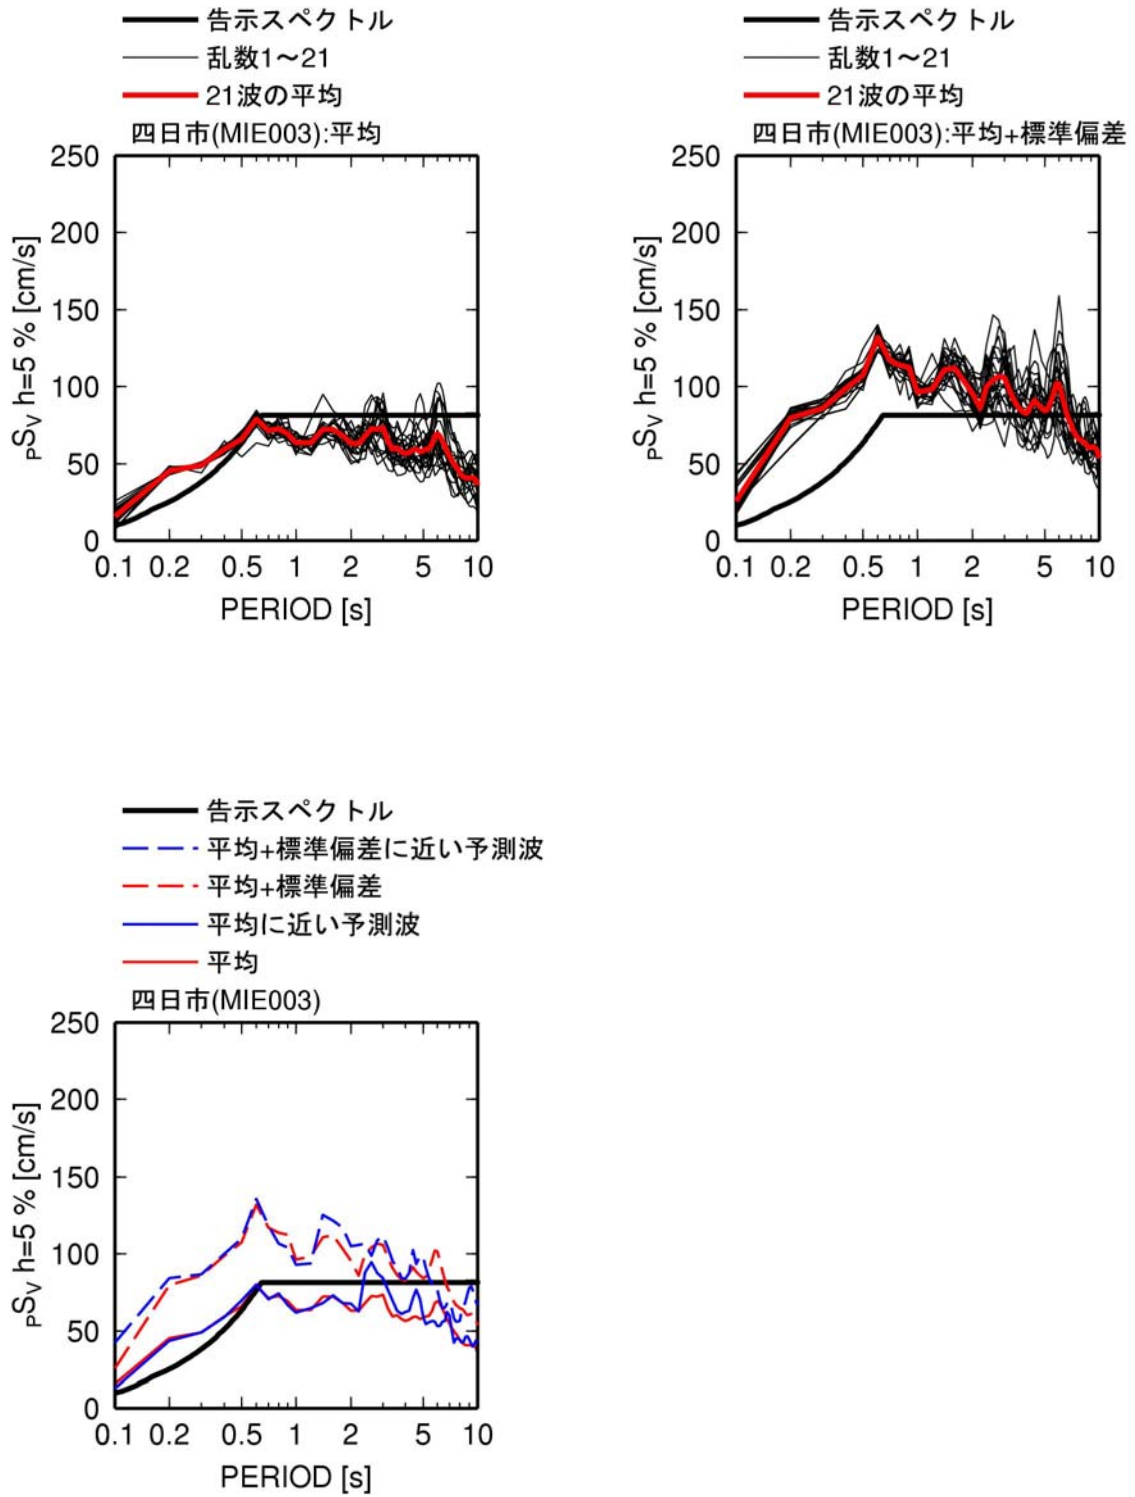 告示スペクトル
乱数1～21
21波の平均
四日市(MIE003):平均
250
200
150
100
50
0
pSv h=5 % [cm/s]
0.1 0.2 0.5 1 2 5 10
PERIOD [s]
告示スペクトル
乱数1～21
21波の平均
四日市(MIE003):平均+標準偏差
250
200
150
100
50
0
pSv h=5 % [cm/s]
0.1 0.2 0.5 1 2 5 10
PERIOD [s]
告示スペクトル
平均+標準偏差に近い予測波
平均+標準偏差
平均に近い予測波
平均
四日市(MIE003)
250
200
150
100
50
0
pSv h=5 % [cm/s]
0.1 0.2 0.5 1 2 5 10
PERIOD [s]